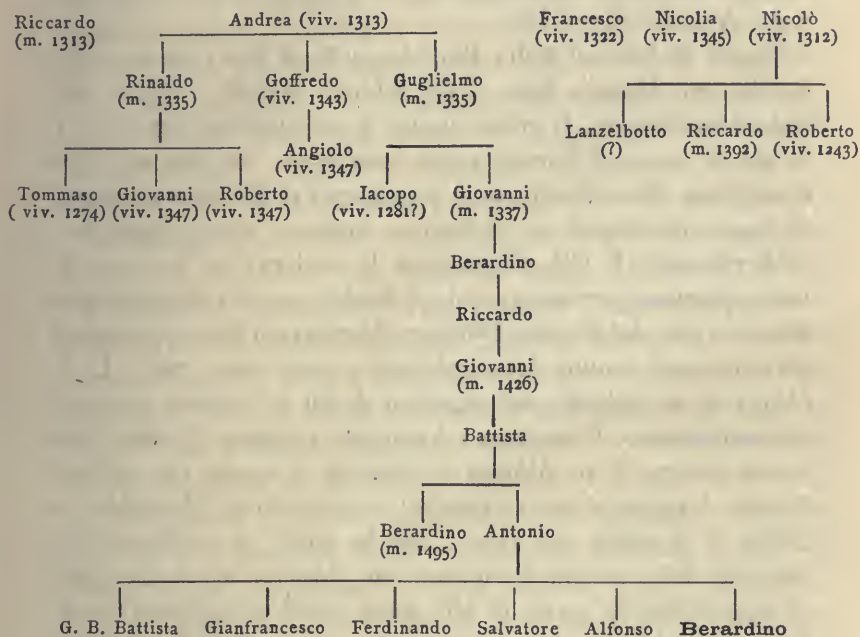 Riccardo Andrea (viv. 1313) Francesco Nicolia Nicolò
(m. 1313) (viv. 1322) (viv. 1345) (viv. 1312)
Rinaldo Goffredo Guglielmo
(m. 1335) (viv. 1343) (m. 1335)
Lanzelbotto Riccardo Roberto
(?) (m. 1392) (viv. 1243)
Angiolo
(viv. 1347)
Tommaso Giovanni Roberto Iacopo Giovanni
( viv. 1274) (viv. 1347) (viv. 1347) (viv. 1281?) (m. 1337)
Berardino
Riccardo
Giovanni
(m. 1426)
Battista
Berardino Antonio
(m. 1495)
G. B. Battista Gianfrancesco Ferdinando Salvatore Alfonso Berardino